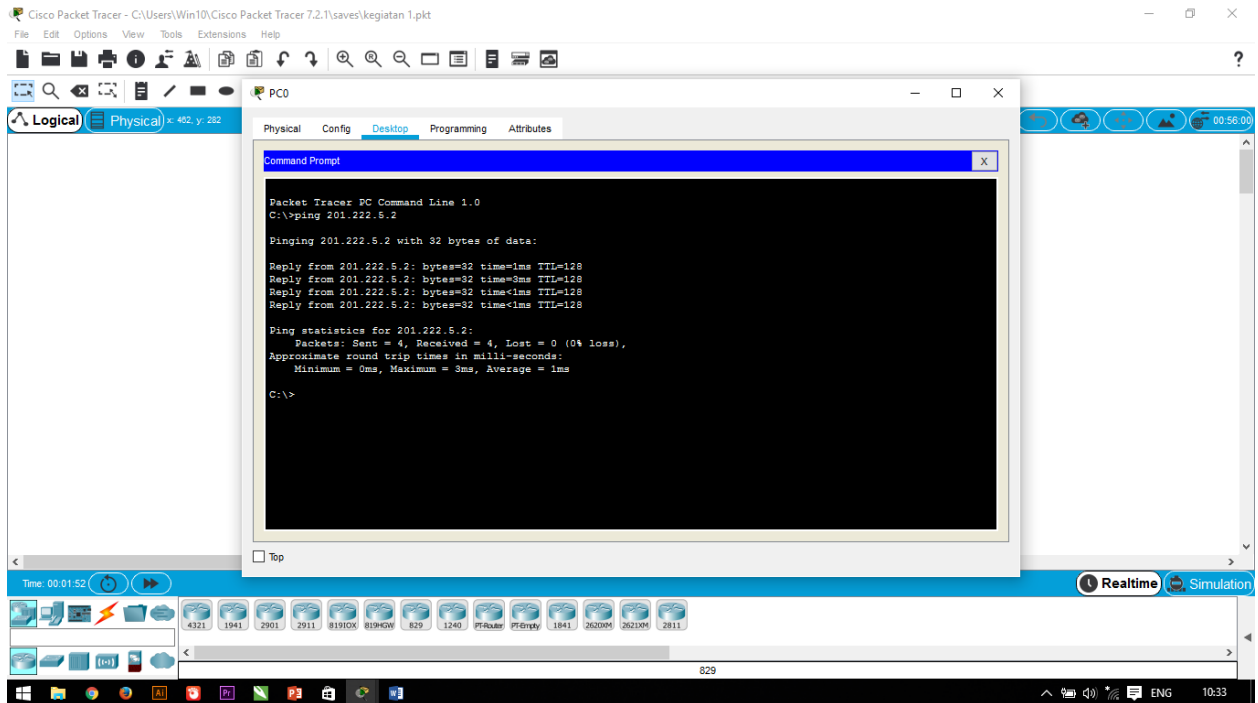 Cisco Packet Tracer - C:\Users\Win10\Cisco Packet Tracer 7.2.1\saves\kegiatan 1.pkt
File Edit Options View Tools Extensions Help
?
PC0
Logical Physical x: 462, y: 282
00:56:00
Physical Config Desktop Programming Attributes
Command Prompt
X
Packet Tracer PC Command Line 1.0
C:\>ping 201.222.5.2
Pinging 201.222.5.2 with 32 bytes of data:
Reply from 201.222.5.2: bytes=32 time=1ms TTL=128
Reply from 201.222.5.2: bytes=32 time=3ms TTL=128
Reply from 201.222.5.2: bytes=32 time<1ms TTL=128
Reply from 201.222.5.2: bytes=32 time<1ms TTL=128
Ping statistics for 201.222.5.2:
Packets: Sent = 4, Received = 4, Lost = 0 (0% loss),
Approximate round trip times in milli-seconds:
Minimum = 0ms, Maximum = 3ms, Average = 1ms
C:\>
Top
Time: 00:01:52
Realtime Simulation
4321 1941 2901 2911 819IOX 819HGW 829 1240 PT-Router PT-Empty 1841 2620XM 2621XM 2811
829
ENG 10:33